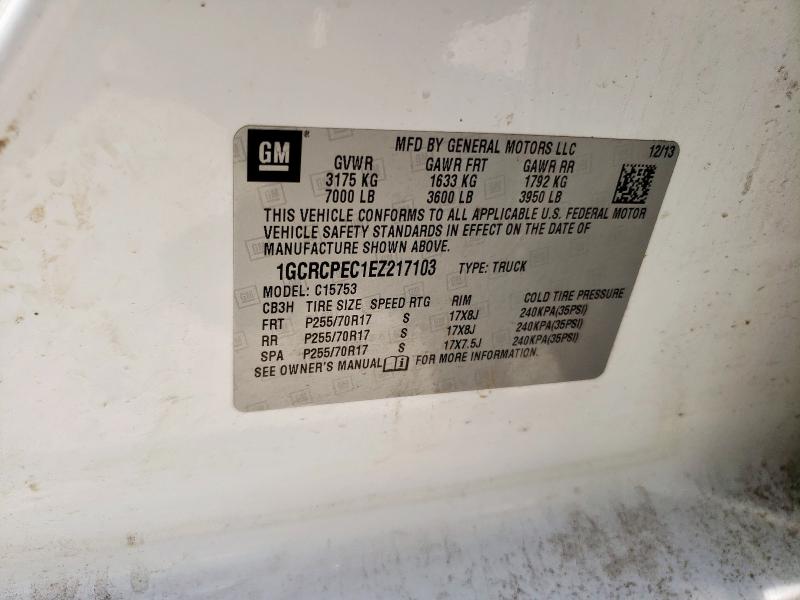 GM
MFD BY GENERAL MOTORS LLC 12/13
GVWR GAWR FRT GAWR RR
3175 KG 1633 KG 1792 KG
7000 LB 3600 LB 3950 LB
THIS VEHICLE CONFORMS TO ALL APPLICABLE U.S. FEDERAL MOTOR
VEHICLE SAFETY STANDARDS IN EFFECT ON THE DATE OF
MANUFACTURE SHOWN ABOVE.
1GCRCPEC1EZ217103 TYPE: TRUCK
MODEL: C15753
CB3H TIRE SIZE SPEED RTG RIM COLD TIRE PRESSURE
FRT P255/70R17 S 17X8J 240KPA(35PSI)
RR P255/70R17 S 17X8J 240KPA(35PSI)
SPA P255/70R17 S 17X7.5J 240KPA(35PSI)
SEE OWNER'S MANUAL FOR MORE INFORMATION.